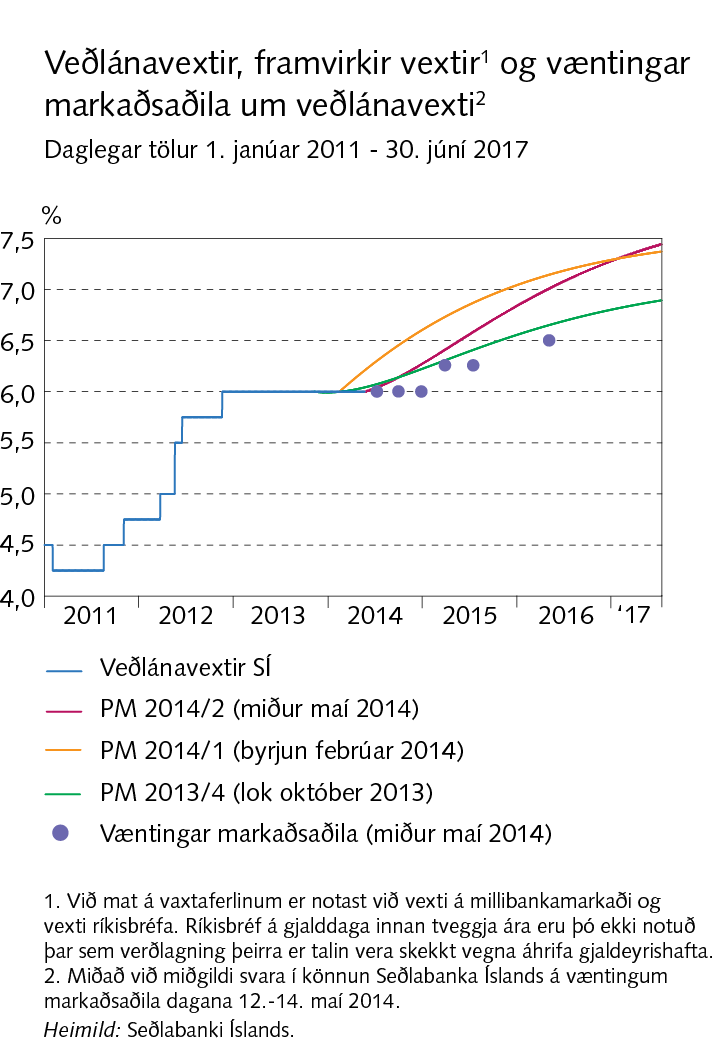 Veðlánavextir, framvirkir vextir¹ og væntingar
markaðsaðila um veðlánavexti²
Daglegar tölur 1. janúar 2011 - 30. júní 2017
%
7,5
7,0
6,5
6,0
5,5
5,0
4,5
4,0
2011 2012 2013 2014 2015 2016 ‘17
Veðlánavextir SÍ
PM 2014/2 (miður maí 2014)
PM 2014/1 (byrjun febrúar 2014)
PM 2013/4 (lok október 2013)
Væntingar markaðsaðila (miður maí 2014)
1. Við mat á vaxtaferlinum er notast við vexti á millibankamarkaði og
vexti ríkisbréfa. Ríkisbréf á gjalddaga innan tveggja ára eru þó ekki notuð
þar sem verðlagning þeirra er talin vera skekkt vegna áhrifa gjaldeyrishafta.
2. Miðað við miðgildi svara í könnun Seðlabanka Íslands á væntingum
markaðsaðila dagana 12.-14. maí 2014.
Heimild: Seðlabanki Íslands.